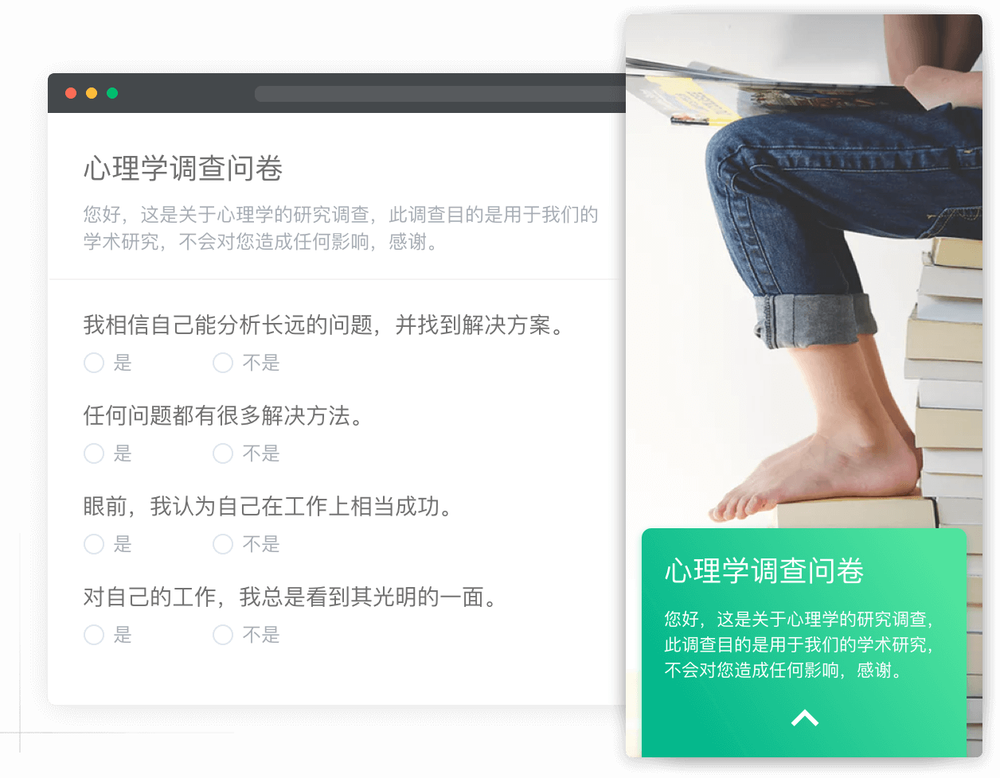 心理学调查问卷
您好，这是关于心理学的研究调查，此调查目的是用于我们的
学术研究，不会对您造成任何影响，感谢。
我相信自己能分析长远的问题，并找到解决方案。
是 不是
任何问题都有很多解决方法。
是 不是
眼前，我认为自己在工作上相当成功。
是 不是
对自己的工作，我总是看到其光明的一面。
是 不是
心理学调查问卷
您好，这是关于心理学的研究调查，
此调查目的是用于我们的学术研究，
不会对您造成任何影响，感谢。